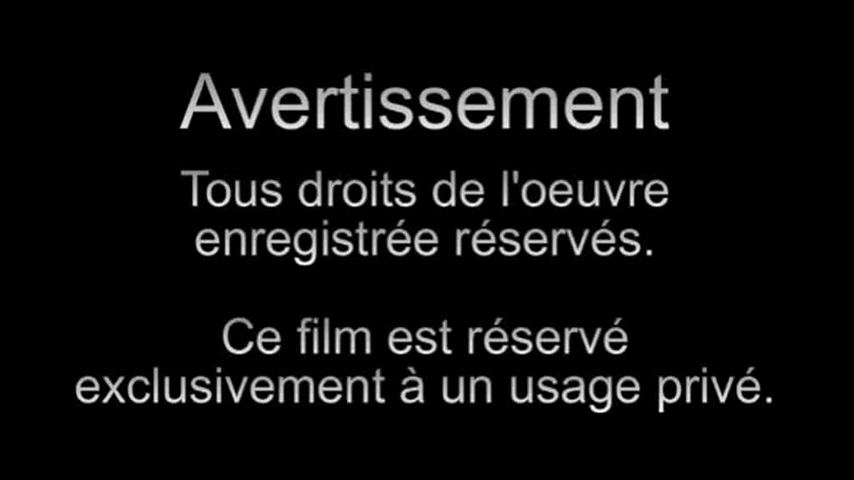 Avertissement
Tous droits de l'oeuvre
enregistrée réservés.
Ce film est réservé
exclusivement à un usage privé.